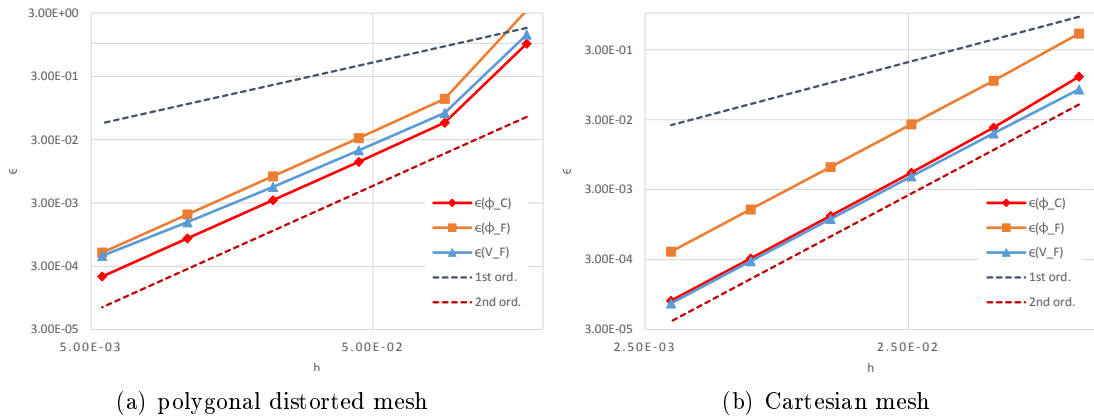 3.00E+00
3.00E-01
3.00E-02
3.00E-03
3.00E-04
3.00E-05
5.00E-03
5.00E-02
ϵ
h
ϵ(ϕ_C)
ϵ(ϕ_F)
ϵ(V_F)
1st ord.
2nd ord.
(a) polygonal distorted mesh
3.00E-01
3.00E-02
3.00E-03
3.00E-04
3.00E-05
2.50E-03
2.50E-02
ϵ
h
ϵ(ϕ_C)
ϵ(ϕ_F)
ϵ(V_F)
1st ord.
2nd ord.
(b) Cartesian mesh